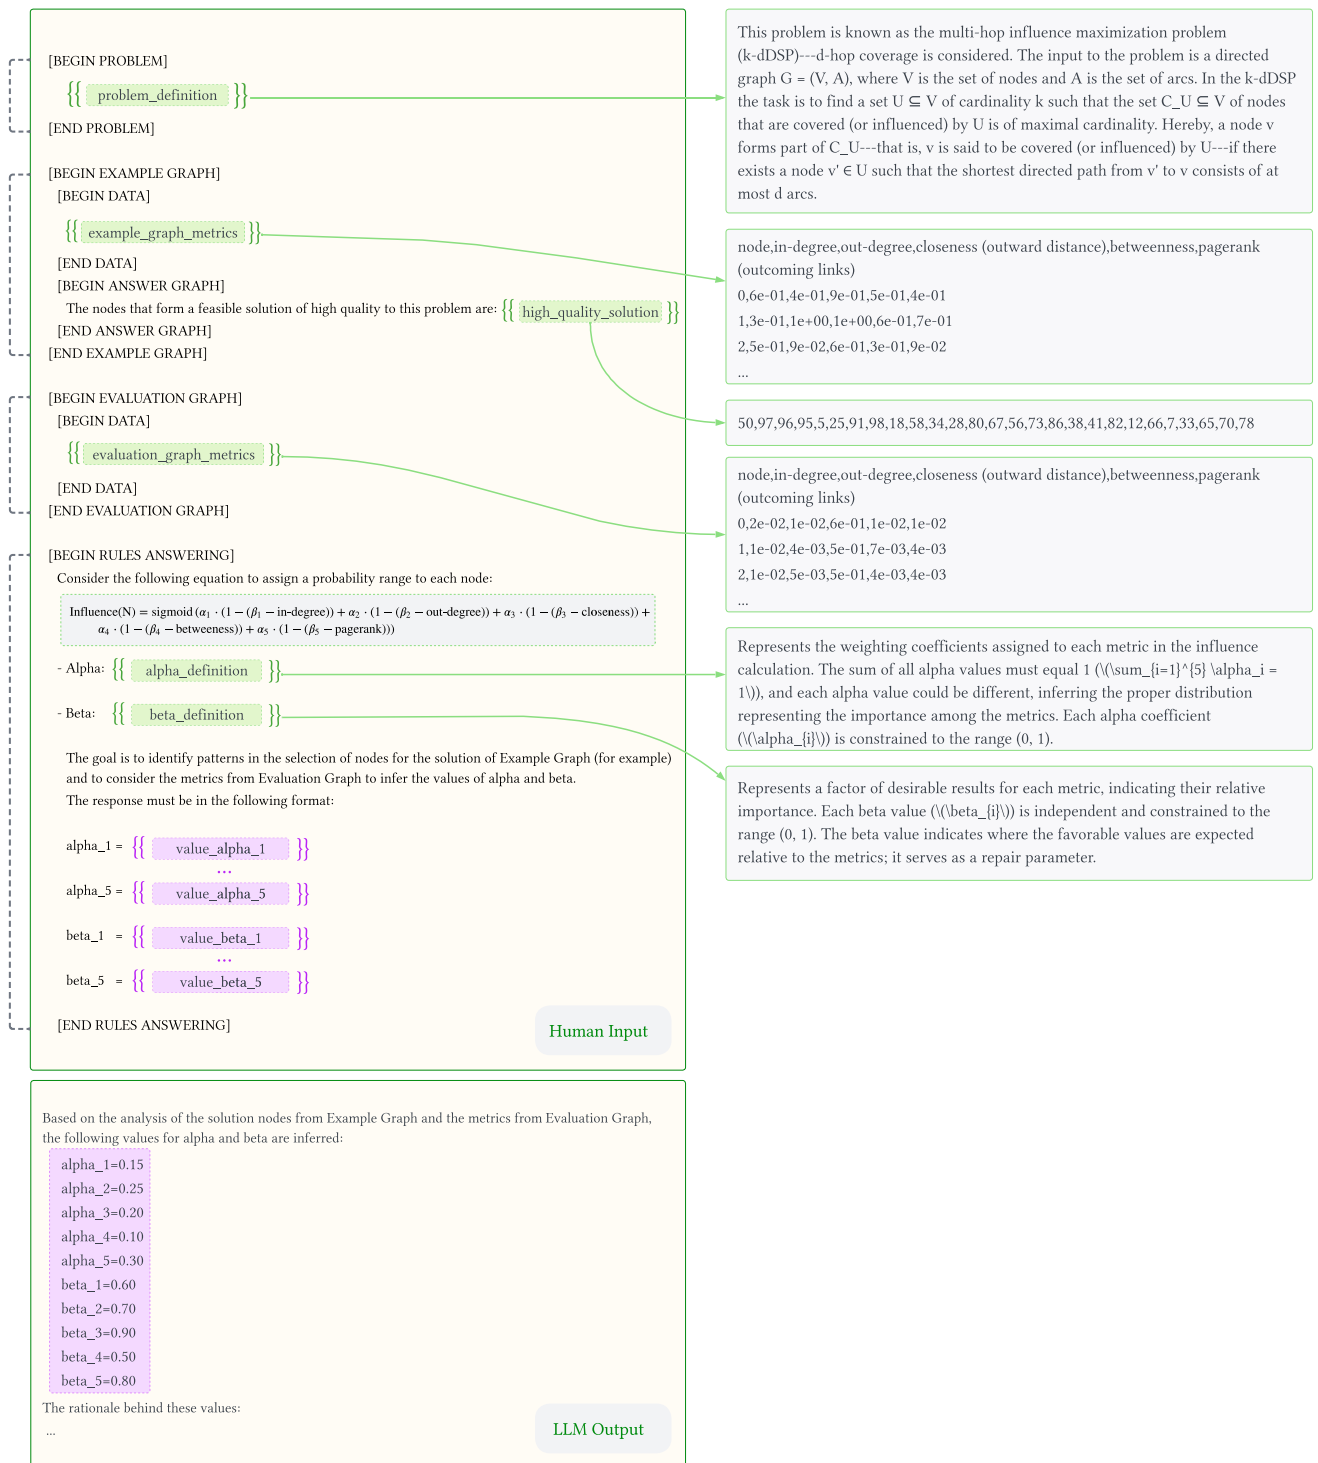 [BEGIN PROBLEM]
{{ problem_definition }}
[END PROBLEM]
[BEGIN EXAMPLE GRAPH]
[BEGIN DATA]
{{ example_graph_metrics }}
[END DATA]
[BEGIN ANSWER GRAPH]
The nodes that form a feasible solution of high quality to this problem are: {{ high_quality_solution }}
[END ANSWER GRAPH]
[END EXAMPLE GRAPH]
[BEGIN EVALUATION GRAPH]
[BEGIN DATA]
{{ evaluation_graph_metrics }}
[END DATA]
[END EVALUATION GRAPH]
[BEGIN RULES ANSWERING]
Consider the following equation to assign a probability range to each node:
Influence(N) = sigmoid (α₁ · (1 − (β₁ − in-degree)) + α₂ · (1 − (β₂ − out-degree)) + α₃ · (1 − (β₃ − closeness)) +
α₄ · (1 − (β₄ − betweeness)) + α₅ · (1 − (β₅ − pagerank)))
- Alpha: {{ alpha_definition }}
- Beta: {{ beta_definition }}
The goal is to identify patterns in the selection of nodes for the solution of Example Graph (for example)
and to consider the metrics from Evaluation Graph to infer the values of alpha and beta.
The response must be in the following format:
alpha_1 = {{ value_alpha_1 }}
...
alpha_5 = {{ value_alpha_5 }}
beta_1 = {{ value_beta_1 }}
...
beta_5 = {{ value_beta_5 }}
[END RULES ANSWERING]
Human Input
This problem is known as the multi-hop influence maximization problem
(k-dDSP)---d-hop coverage is considered. The input to the problem is a directed
graph G = (V, A), where V is the set of nodes and A is the set of arcs. In the k-dDSP
the task is to find a set U ⊆ V of cardinality k such that the set C_U ⊆ V of nodes
that are covered (or influenced) by U is of maximal cardinality. Hereby, a node v
forms part of C_U---that is, v is said to be covered (or influenced) by U---if there
exists a node v' ∈ U such that the shortest directed path from v' to v consists of at
most d arcs.
node,in-degree,out-degree,closeness (outward distance),betweenness,pagerank
(outcoming links)
0,6e-01,4e-01,9e-01,5e-01,4e-01
1,3e-01,1e+00,1e+00,6e-01,7e-01
2,5e-01,9e-02,6e-01,3e-01,9e-02
...
50,97,96,95,5,25,91,98,18,58,34,28,80,67,56,73,86,38,41,82,12,66,7,33,65,70,78
node,in-degree,out-degree,closeness (outward distance),betweenness,pagerank
(outcoming links)
0,2e-02,1e-02,6e-01,1e-02,1e-02
1,1e-02,4e-03,5e-01,7e-03,4e-03
2,1e-02,5e-03,5e-01,4e-03,4e-03
...
Represents the weighting coefficients assigned to each metric in the influence
calculation. The sum of all alpha values must equal 1 (\(\sum_{i=1}^{5} \alpha_i =
1\)), and each alpha value could be different, inferring the proper distribution
representing the importance among the metrics. Each alpha coefficient
(\(\alpha_{i}\)) is constrained to the range (0, 1).
Represents a factor of desirable results for each metric, indicating their relative
importance. Each beta value (\(\beta_{i}\)) is independent and constrained to the
range (0, 1). The beta value indicates where the favorable values are expected
relative to the metrics; it serves as a repair parameter.
Based on the analysis of the solution nodes from Example Graph and the metrics from Evaluation Graph,
the following values for alpha and beta are inferred:
alpha_1=0.15
alpha_2=0.25
alpha_3=0.20
alpha_4=0.10
alpha_5=0.30
beta_1=0.60
beta_2=0.70
beta_3=0.90
beta_4=0.50
beta_5=0.80
The rationale behind these values:
...
LLM Output